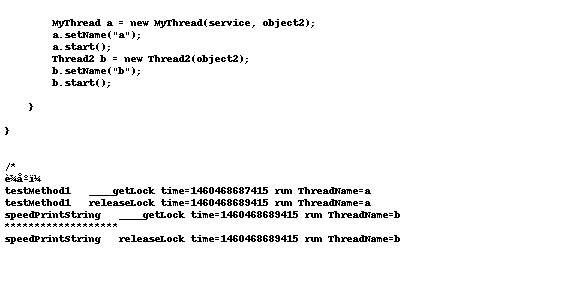 MyThread a = new MyThread(service, object2);
a.setName("a");
a.start();
Thread2 b = new Thread2(object2);
b.setName("b");
b.start();
}
}
/*
è¾åºï¼
testMethod1   ____getLock time=1460468687415 run ThreadName=a
testMethod1   releaseLock time=1460468689415 run ThreadName=a
speedPrintString   ____getLock time=1460468689415 run ThreadName=b
*******************
speedPrintString   releaseLock time=1460468689415 run ThreadName=b